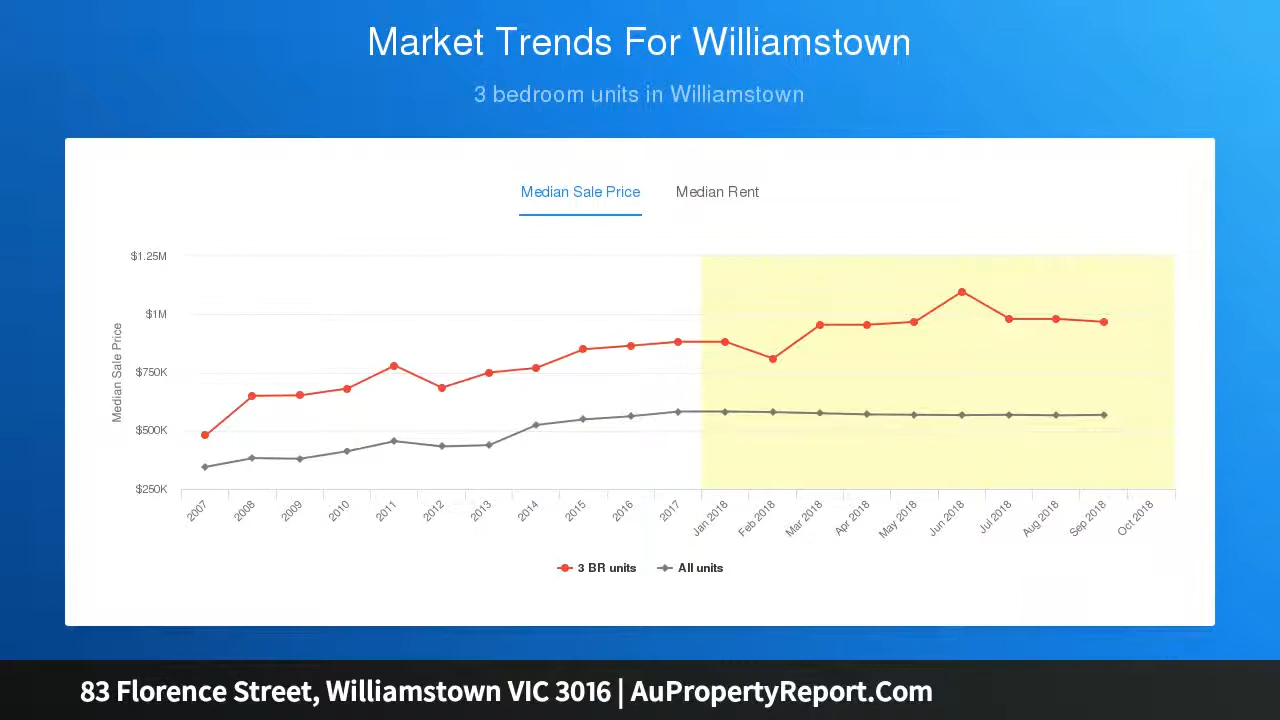 Market Trends For Williamstown
3 bedroom units in Williamstown
Median Sale Price Median Rent
Median Sale Price
$1.25M
$1M
$750K
$500K
$250K
2007 2008 2009 2010 2011 2012 2013 2014 2015 2016 2017 Jan 2018 Feb 2018 Mar 2018 Apr 2018 May 2018 Jun 2018 Jul 2018 Aug 2018 Sep 2018 Oct 2018
3 BR units All units
83 Florence Street, Williamstown VIC 3016 | AuPropertyReport.Com